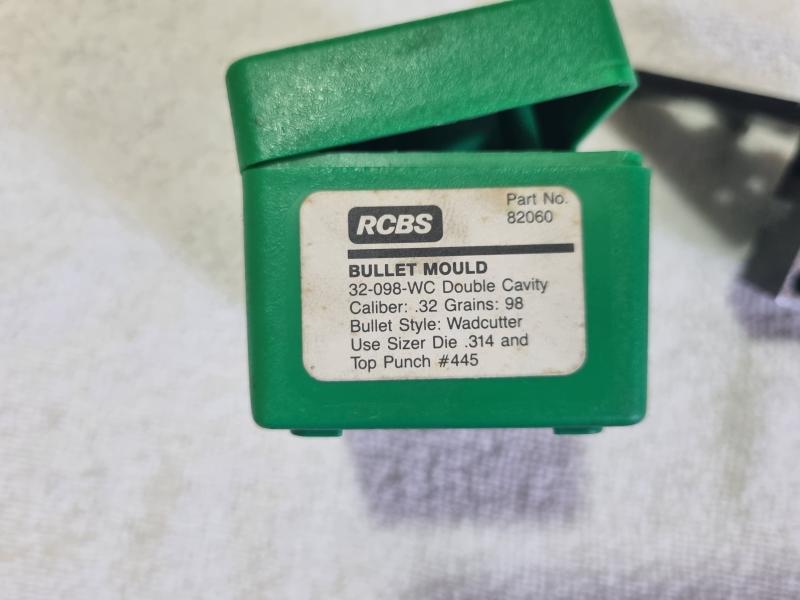 RCBS
Part No.
82060
BULLET MOULD
32-098-WC Double Cavity
Caliber: .32 Grains: 98
Bullet Style: Wadcutter
Use Sizer Die .314 and
Top Punch #445